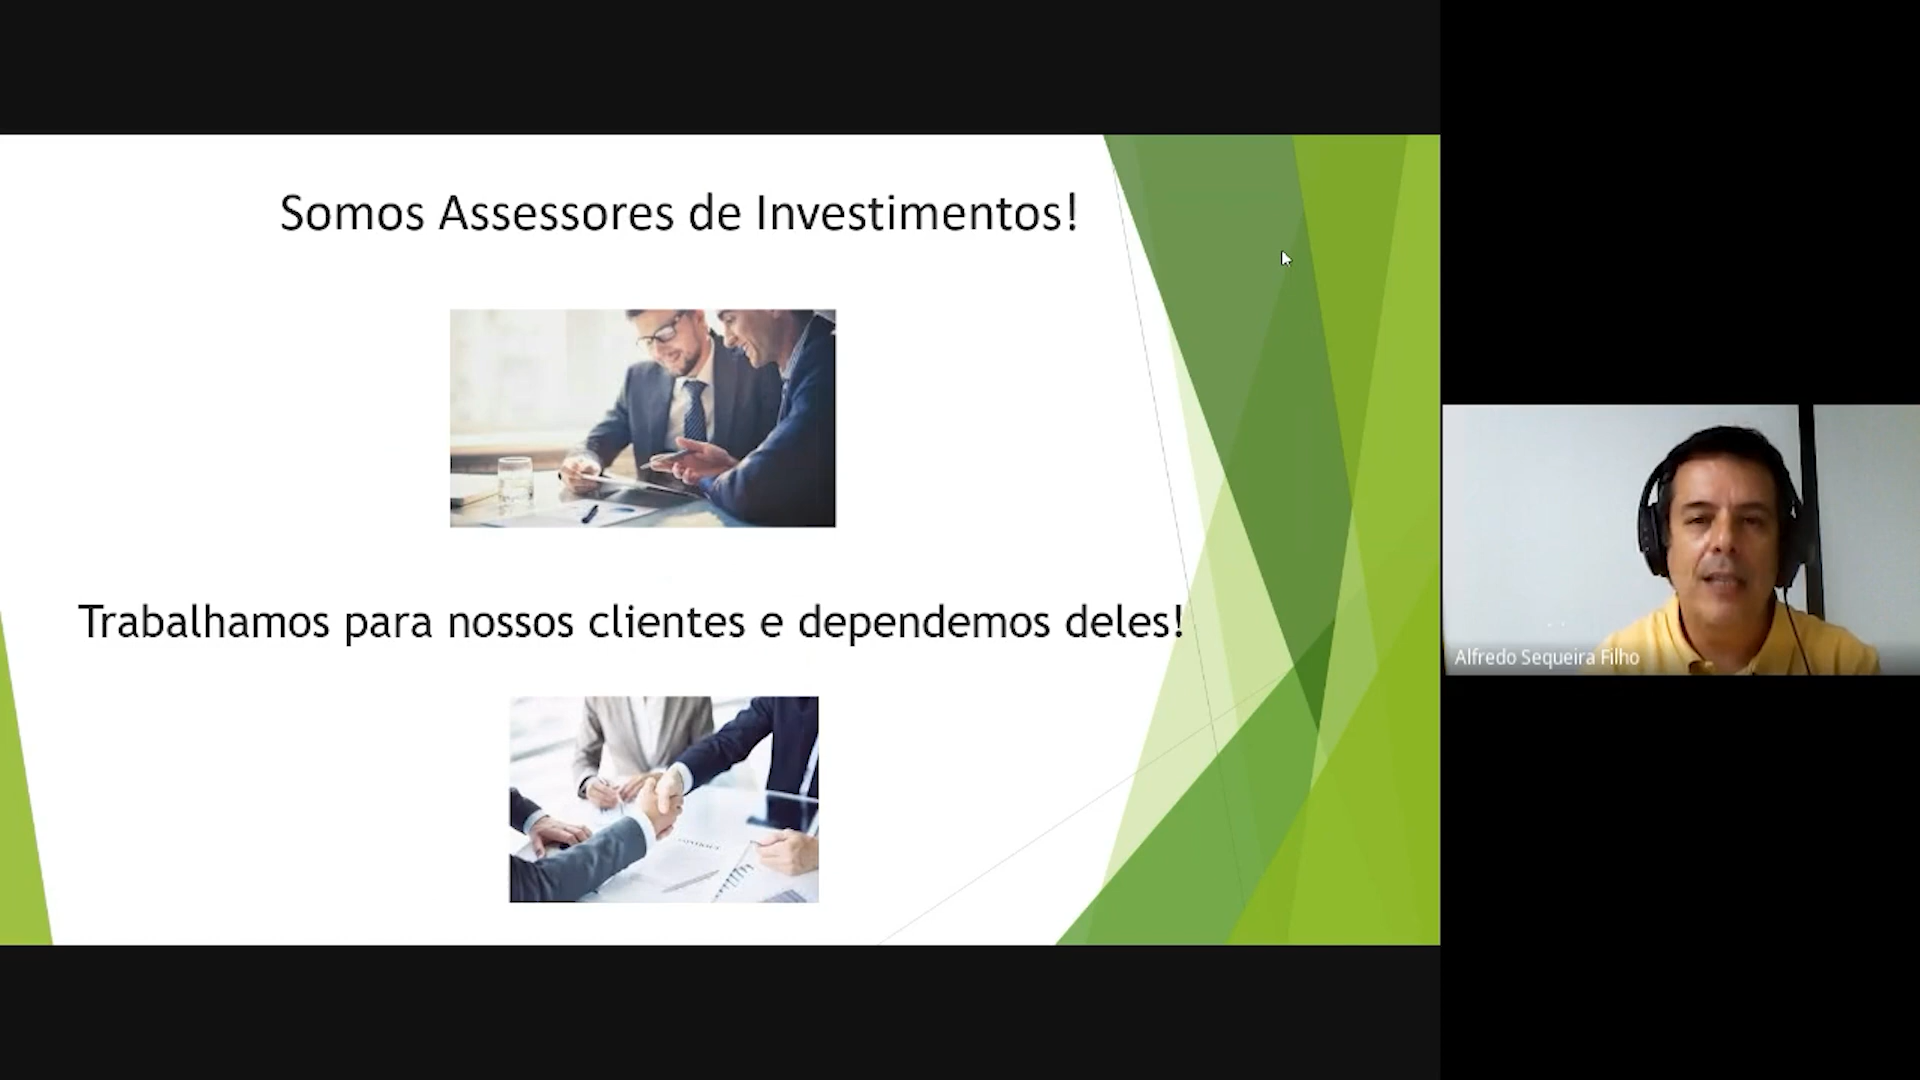 Somos Assessores de Investimentos!
Trabalhamos para nossos clientes e dependemos deles!
Alfredo Sequeira Filho